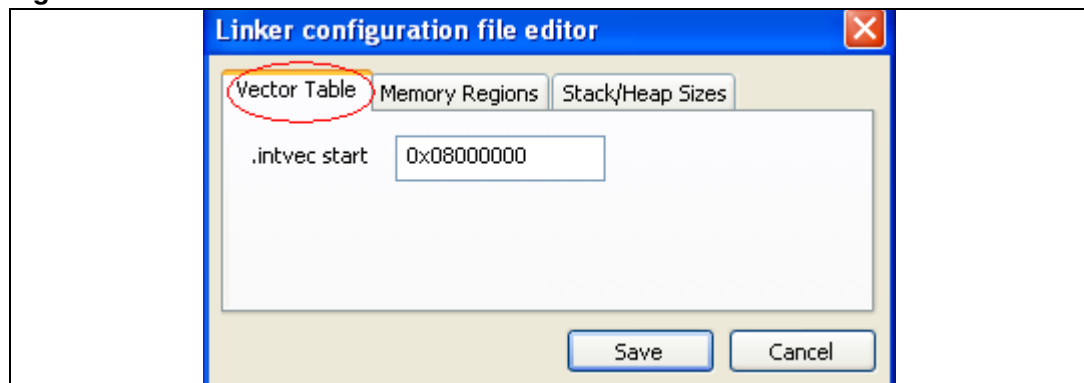 Linker configuration file editor
Vector Table Memory Regions Stack/Heap Sizes
.intvec start 0x08000000
Save Cancel